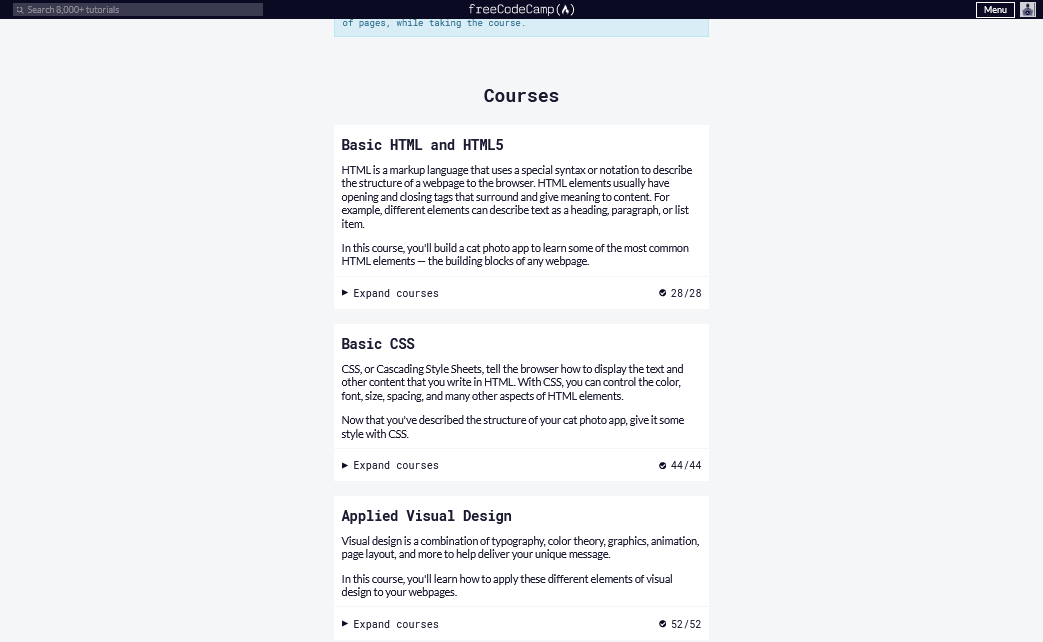 Search 8,000+ tutorials
freeCodeCamp
Menu
of pages, while taking the course.
Courses
Basic HTML and HTML5
HTML is a markup language that uses a special syntax or notation to describe
the structure of a webpage to the browser. HTML elements usually have
opening and closing tags that surround and give meaning to content. For
example, different elements can describe text as a heading, paragraph, or list
item.
In this course, you'll build a cat photo app to learn some of the most common
HTML elements — the building blocks of any webpage.
Expand courses 28/28
Basic CSS
CSS, or Cascading Style Sheets, tell the browser how to display the text and
other content that you write in HTML. With CSS, you can control the color,
font, size, spacing, and many other aspects of HTML elements.
Now that you've described the structure of your cat photo app, give it some
style with CSS.
Expand courses 44/44
Applied Visual Design
Visual design is a combination of typography, color theory, graphics, animation,
page layout, and more to help deliver your unique message.
In this course, you'll learn how to apply these different elements of visual
design to your webpages.
Expand courses 52/52